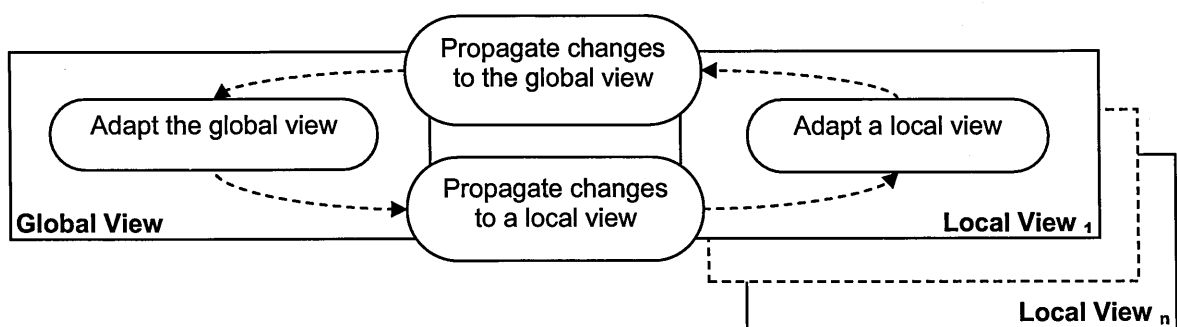 Propagate changes
to the global view
Adapt the global view
Adapt a local view
Propagate changes
to a local view
Global View
Local View 1
Local View n